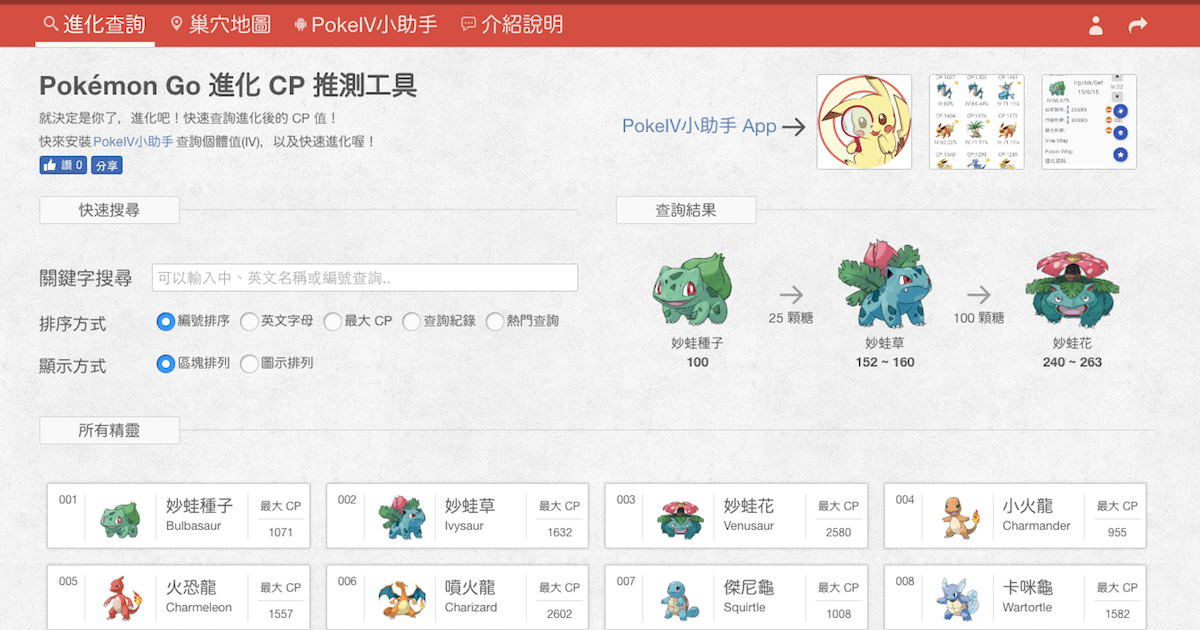 進化查詢 巢穴地圖 PokeIV小助手 介紹說明
Pokémon Go 進化 CP 推測工具
就決定是你了，進化吧！快速查詢進化後的 CP 值！
快來安裝 PokeIV小助手 查詢個體值(IV)，以及快速進化喔！
讚 0 分享
PokeIV小助手 App
快速搜尋
查詢結果
關鍵字搜尋 可以輸入中、英文名稱或編號查詢..
排序方式 編號排序 英文字母 最大 CP 查詢紀錄 熱門查詢
顯示方式 區塊排列 圖示排列
25 顆糖 100 顆糖
妙蛙種子 妙蛙草 妙蛙花
100 152 ~ 160 240 ~ 263
所有精靈
001 妙蛙種子 Bulbasaur 最大 CP 1071
002 妙蛙草 Ivysaur 最大 CP 1632
003 妙蛙花 Venusaur 最大 CP 2580
004 小火龍 Charmander 最大 CP 955
005 火恐龍 Charmeleon 最大 CP 1557
006 噴火龍 Charizard 最大 CP 2602
007 傑尼龜 Squirtle 最大 CP 1008
008 卡咪龜 Wartortle 最大 CP 1582